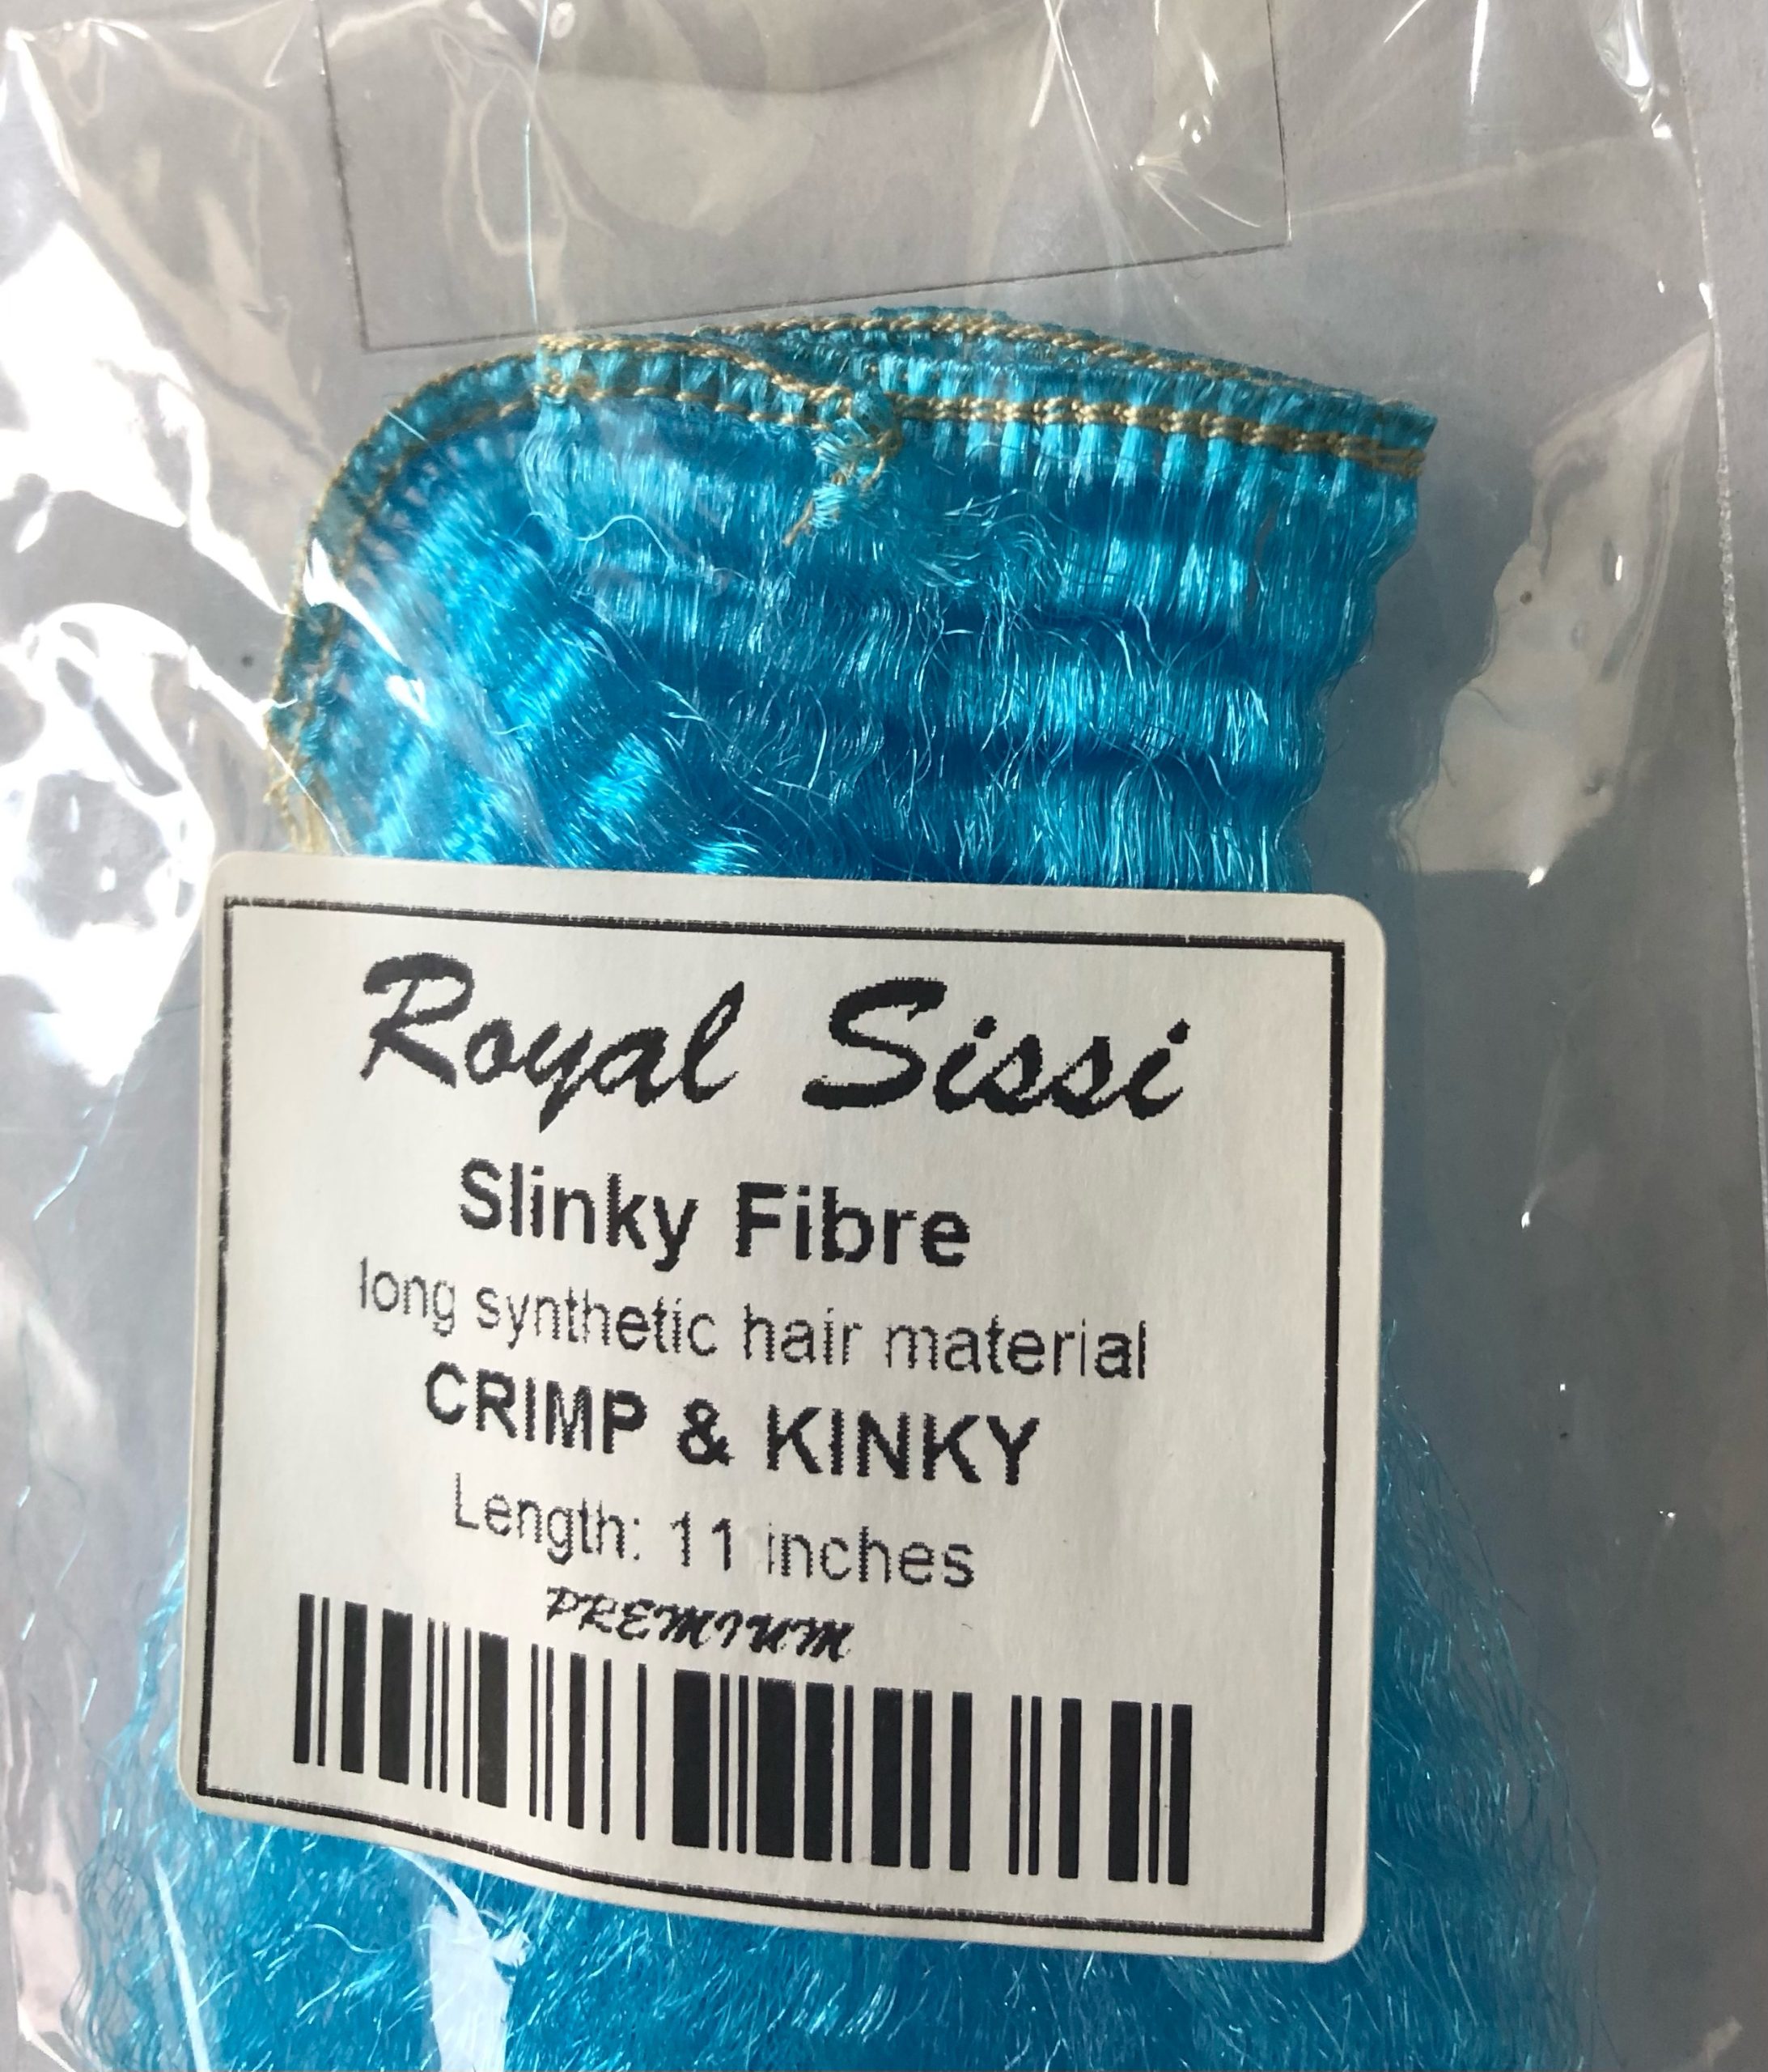 Royal Sissi
Slinky Fibre
long synthetic hair material
CRIMP & KINKY
Length: 11 inches
PREMIUM